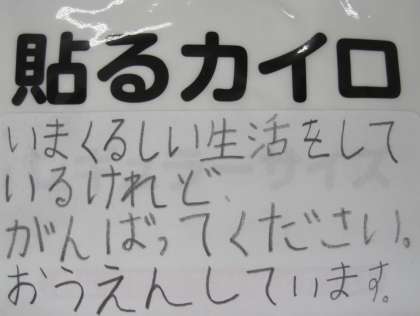 貼るカイロ
いまくるしい生活をして
いるけれど、
がんばってください。
おうえんしています。